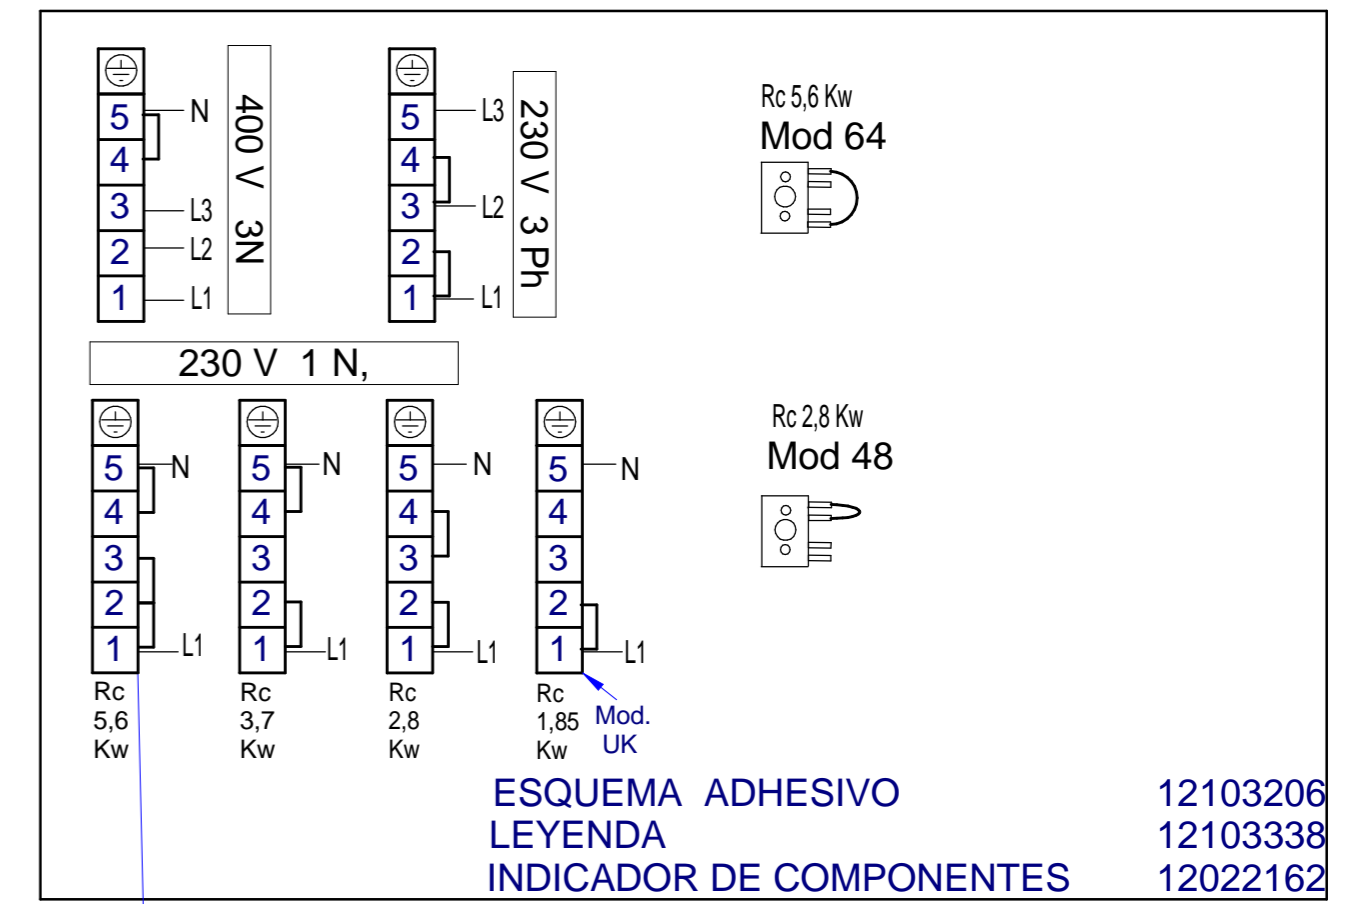 5 N
4
3 L3
2 L2
1 L1
400 V 3N
5 L3
4
3 L2
2
1 L1
230 V 3 Ph
Rc 5,6 Kw
Mod 64
230 V 1 N,
5 N
4
3
2
1 L1
Rc
5,6
Kw
5 N
4
3
2
1 L1
Rc
3,7
Kw
5 N
4
3
2
1 L1
Rc
2,8
Kw
5 N
4
3
2
1 L1
Rc
1,85
Kw
Mod.
UK
Rc 2,8 Kw
Mod 48
ESQUEMA ADHESIVO 12103206
LEYENDA 12103338
INDICADOR DE COMPONENTES 12022162